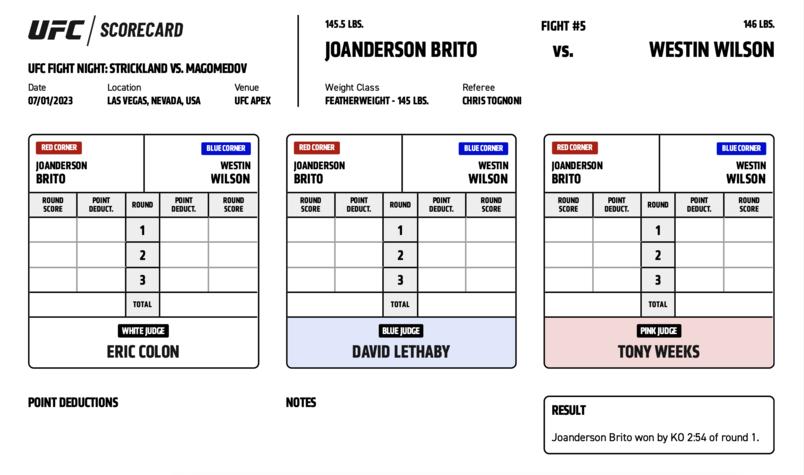 UFC SCORECARD
UFC FIGHT NIGHT: STRICKLAND VS. MAGOMEDOV
Date Location Venue
07/01/2023 LAS VEGAS, NEVADA, USA UFC APEX
145.5 LBS. FIGHT #5 146 LBS.
JOANDERSON BRITO VS. WESTIN WILSON
Weight Class Referee
FEATHERWEIGHT - 145 LBS. CHRIS TOGNONI
RED CORNER BLUE CORNER
JOANDERSON WESTIN
BRITO WILSON
ROUND POINT ROUND POINT ROUND
SCORE DEDUCT. DEDUCT. SCORE
1
2
3
TOTAL
WHITE JUDGE
ERIC COLON
RED CORNER BLUE CORNER
JOANDERSON WESTIN
BRITO WILSON
ROUND POINT ROUND POINT ROUND
SCORE DEDUCT. DEDUCT. SCORE
1
2
3
TOTAL
BLUE JUDGE
DAVID LETHABY
RED CORNER BLUE CORNER
JOANDERSON WESTIN
BRITO WILSON
ROUND POINT ROUND POINT ROUND
SCORE DEDUCT. DEDUCT. SCORE
1
2
3
TOTAL
PINK JUDGE
TONY WEEKS
POINT DEDUCTIONS
NOTES
RESULT
Joanderson Brito won by KO 2:54 of round 1.